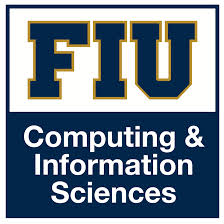 FIU
Computing &
Information
Sciences